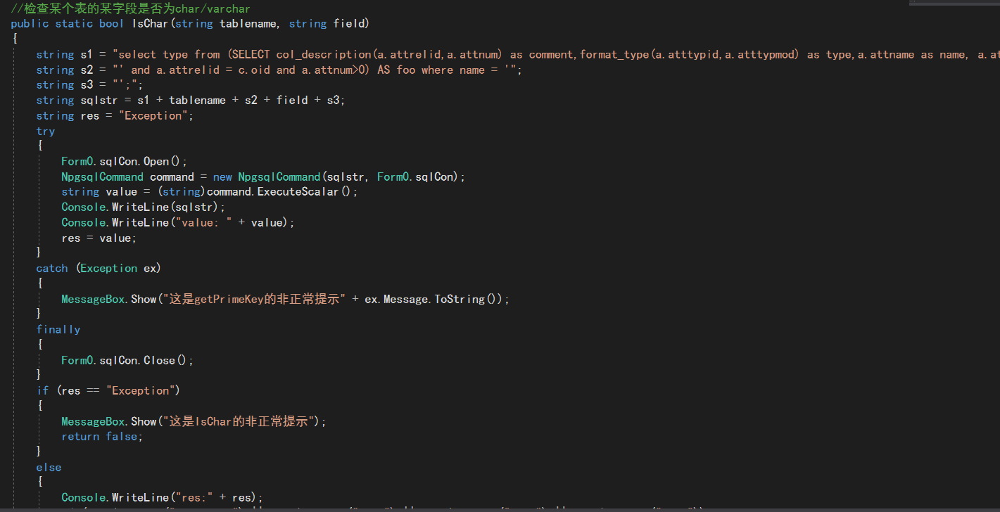 //检查某个表的某字段是否为char/varchar
public static bool IsChar(string tablename, string field)
{
string s1 = "select type from (SELECT col_description(a.attrelid,a.attnum) as comment,format_type(a.atttypid,a.atttypmod) as type,a.attname as name, a.at
string s2 = "' and a.attrelid = c.oid and a.attnum>0) AS foo where name = '";
string s3 = "';";
string sqlstr = s1 + tablename + s2 + field + s3;
string res = "Exception";
try
{
Form0.sqlCon.Open();
NpgsqlCommand command = new NpgsqlCommand(sqlstr, Form0.sqlCon);
string value = (string)command.ExecuteScalar();
Console.WriteLine(sqlstr);
Console.WriteLine("value: " + value);
res = value;
}
catch (Exception ex)
{
MessageBox.Show("这是getPrimeKey的非正常提示" + ex.Message.ToString());
}
finally
{
Form0.sqlCon.Close();
}
if (res == "Exception")
{
MessageBox.Show("这是IsChar的非正常提示");
return false;
}
else
{
Console.WriteLine("res:" + res);